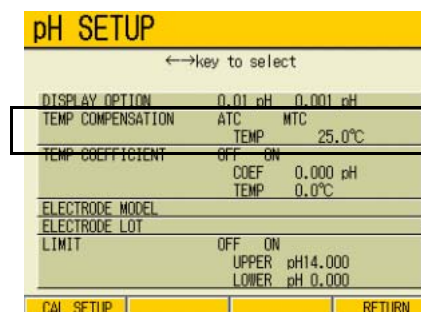 pH SETUP
←→key to select
DISPLAY OPTION 0.01 pH 0.001 pH
TEMP COMPENSATION ATC MTC
TEMP 25.0°C
TEMP COEFFICIENT OFF ON
COEF 0.000 pH
TEMP 0.0°C
ELECTRODE MODEL
ELECTRODE LOT
LIMIT OFF ON
UPPER pH14.000
LOWER pH 0.000
CAL SETUP RETURN